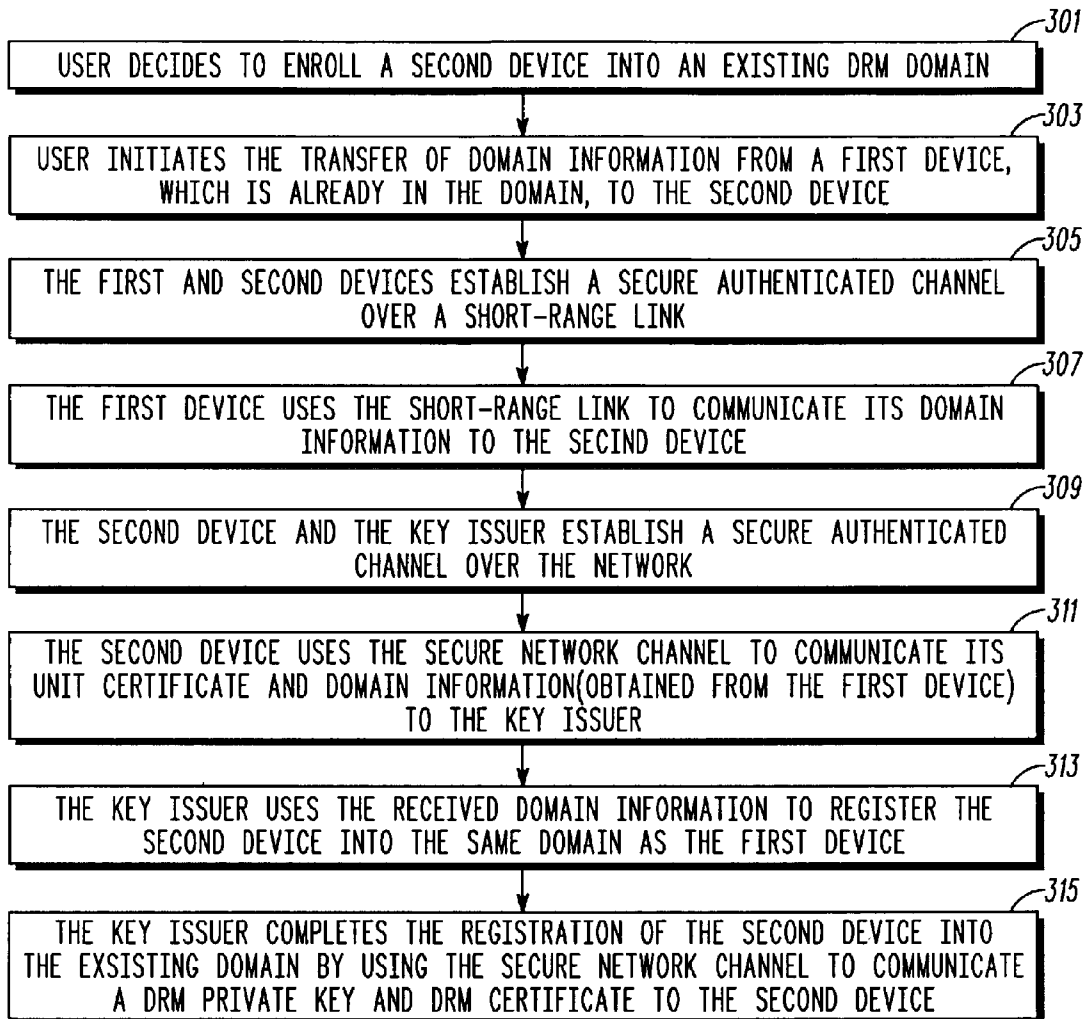 301
USER DECIDES TO ENROLL A SECOND DEVICE INTO AN EXISTING DRM DOMAIN
303
USER INITIATES THE TRANSFER OF DOMAIN INFORMATION FROM A FIRST DEVICE,
WHICH IS ALREADY IN THE DOMAIN, TO THE SECOND DEVICE
305
THE FIRST AND SECOND DEVICES ESTABLISH A SECURE AUTHENTICATED CHANNEL
OVER A SHORT-RANGE LINK
307
THE FIRST DEVICE USES THE SHORT-RANGE LINK TO COMMUNICATE ITS DOMAIN
INFORMATION TO THE SECIND DEVICE
309
THE SECOND DEVICE AND THE KEY ISSUER ESTABLISH A SECURE AUTHENTICATED
CHANNEL OVER THE NETWORK
311
THE SECOND DEVICE USES THE SECURE NETWORK CHANNEL TO COMMUNICATE ITS
UNIT CERTIFICATE AND DOMAIN INFORMATION(OBTAINED FROM THE FIRST DEVICE)
TO THE KEY ISSUER
313
THE KEY ISSUER USES THE RECEIVED DOMAIN INFORMATION TO REGISTER THE
SECOND DEVICE INTO THE SAME DOMAIN AS THE FIRST DEVICE
315
THE KEY ISSUER COMPLETES THE REGISTRATION OF THE SECOND DEVICE INTO
THE EXSISTING DOMAIN BY USING THE SECURE NETWORK CHANNEL TO COMMUNICATE
A DRM PRIVATE KEY AND DRM CERTIFICATE TO THE SECOND DEVICE